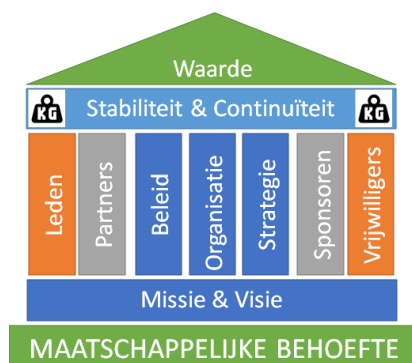 Waarde
KG
Stabiliteit & Continuïteit
KG
Leden
Partners
Beleid
Organisatie
Strategie
Sponsoren
Vrijwilligers
Missie & Visie
MAATSCHAPPELIJKE BEHOEFTE